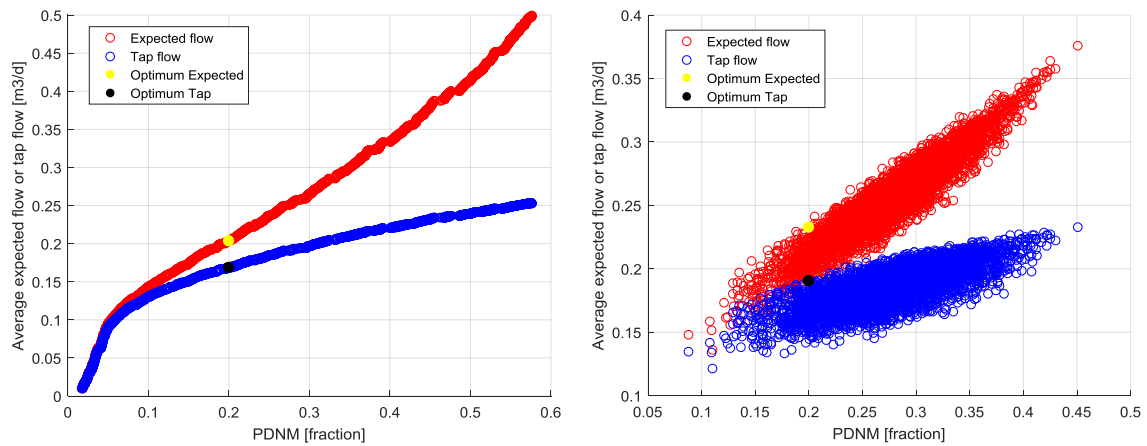 Average expected flow or tap flow [m3/d]
0.5
0.45
0.4
0.35
0.3
0.25
0.2
0.15
0.1
0.05
0
Expected flow
Tap flow
Optimum Expected
Optimum Tap
0 0.1 0.2 0.3 0.4 0.5 0.6
PDNM [fraction]
Average expected flow or tap flow [m3/d]
0.4
0.35
0.3
0.25
0.2
0.15
0.1
Expected flow
Tap flow
Optimum Expected
Optimum Tap
0.05 0.1 0.15 0.2 0.25 0.3 0.35 0.4 0.45 0.5
PDNM [fraction]